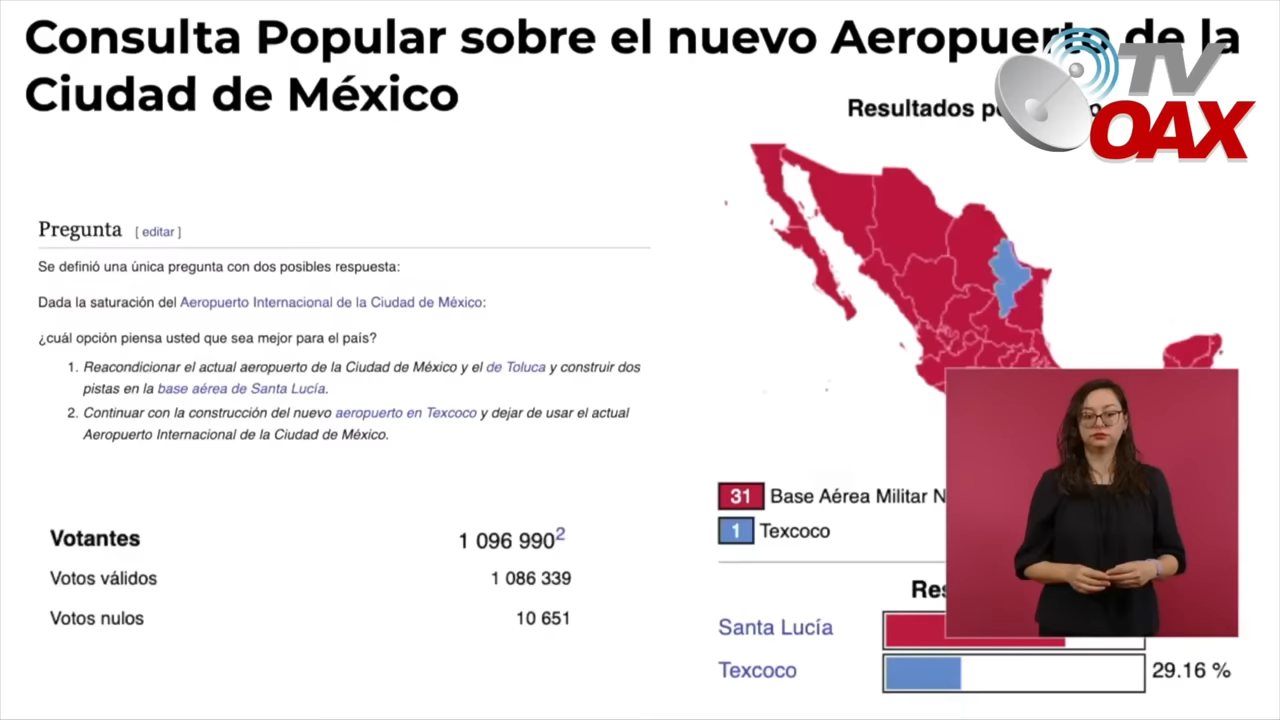 Consulta Popular sobre el nuevo Aeropuerto de la
Ciudad de México
TV
OAX
Resultados
Pregunta [ editar ]
Se definió una única pregunta con dos posibles respuesta:
Dada la saturación del Aeropuerto Internacional de la Ciudad de México:
¿cuál opción piensa usted que sea mejor para el país?
1. Reacondicionar el actual aeropuerto de la Ciudad de México y el de Toluca y construir dos
pistas en la base aérea de Santa Lucía.
2. Continuar con la construcción del nuevo aeropuerto en Texcoco y dejar de usar el actual
Aeropuerto Internacional de la Ciudad de México.
Votantes 1 096 990²
Votos válidos 1 086 339
Votos nulos 10 651
31 Base Aérea Militar N
1 Texcoco
Santa Lucía
Texcoco 29.16 %